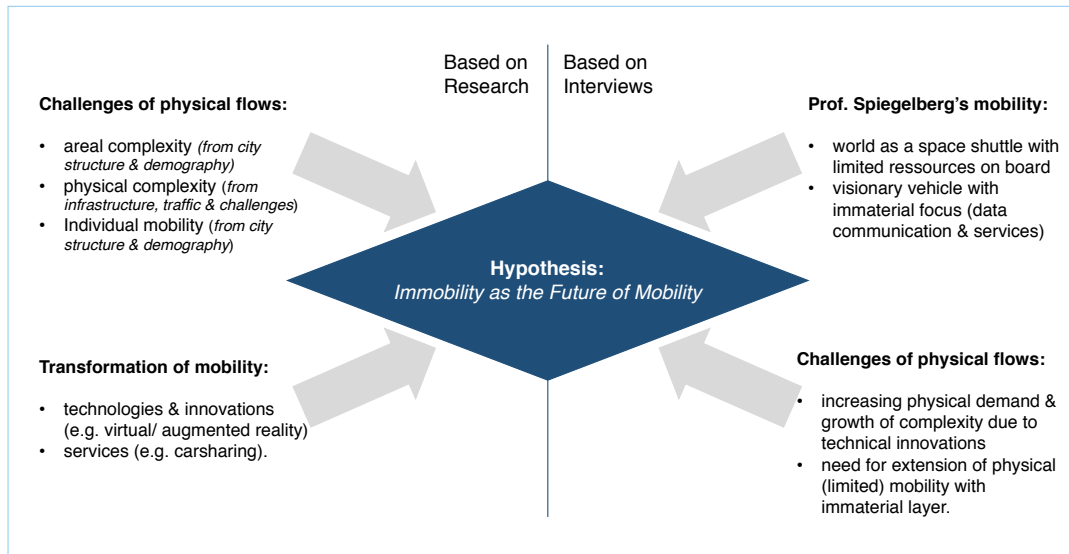 Based on
Research
Based on
Interviews
Challenges of physical flows:
• areal complexity (from city
structure & demography)
• physical complexity (from
infrastructure, traffic & challenges)
• Individual mobility (from city
structure & demography)
Prof. Spiegelberg's mobility:
• world as a space shuttle with
limited ressources on board
• visionary vehicle with
immaterial focus (data
communication & services)
Hypothesis:
Immobility as the Future of Mobility
Transformation of mobility:
• technologies & innovations
(e.g. virtual/ augmented reality)
• services (e.g. carsharing).
Challenges of physical flows:
• increasing physical demand &
growth of complexity due to
technical innovations
• need for extension of physical
(limited) mobility with
immaterial layer.